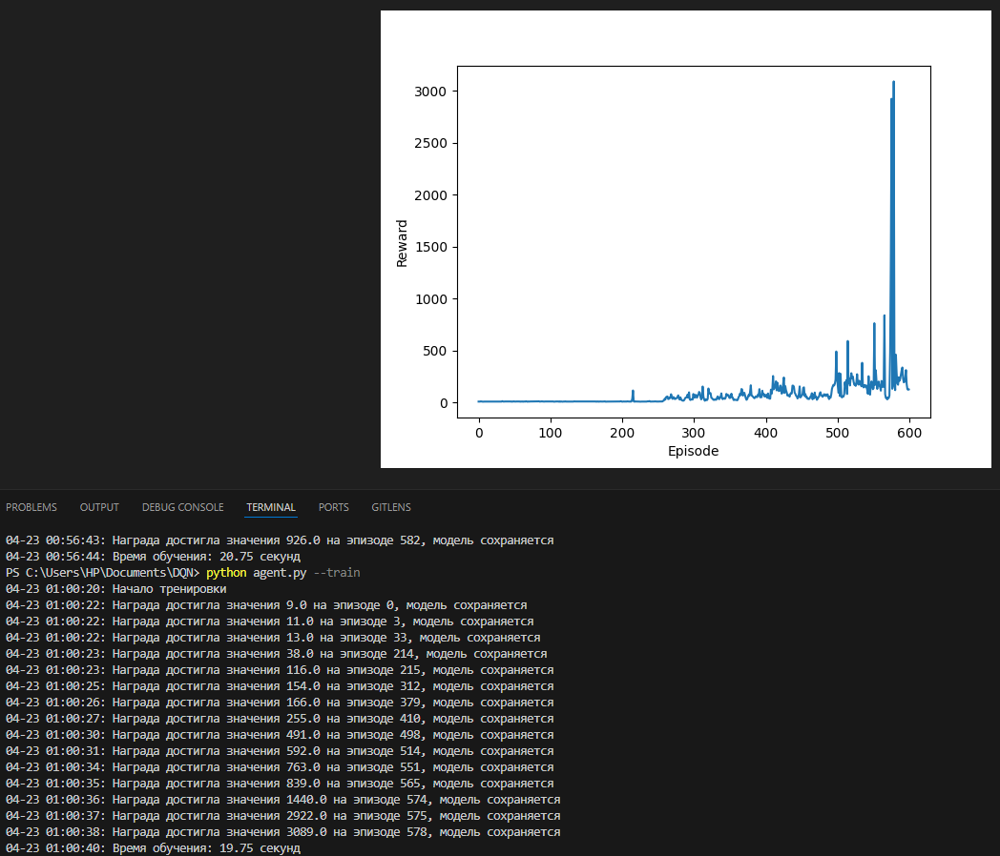 3000
2500
2000
1500
1000
500
0
Reward
0 100 200 300 400 500 600
Episode
PROBLEMS OUTPUT DEBUG CONSOLE TERMINAL PORTS GITLENS
04-23 00:56:43: Награда достигла значения 926.0 на эпизоде 582, модель сохраняется
04-23 00:56:44: Время обучения: 20.75 секунд
PS C:\Users\HP\Documents\DQN> python agent.py --train
04-23 01:00:20: Начало тренировки
04-23 01:00:22: Награда достигла значения 9.0 на эпизоде 0, модель сохраняется
04-23 01:00:22: Награда достигла значения 11.0 на эпизоде 3, модель сохраняется
04-23 01:00:22: Награда достигла значения 13.0 на эпизоде 33, модель сохраняется
04-23 01:00:23: Награда достигла значения 38.0 на эпизоде 214, модель сохраняется
04-23 01:00:23: Награда достигла значения 116.0 на эпизоде 215, модель сохраняется
04-23 01:00:25: Награда достигла значения 154.0 на эпизоде 312, модель сохраняется
04-23 01:00:26: Награда достигла значения 166.0 на эпизоде 379, модель сохраняется
04-23 01:00:27: Награда достигла значения 255.0 на эпизоде 410, модель сохраняется
04-23 01:00:30: Награда достигла значения 491.0 на эпизоде 498, модель сохраняется
04-23 01:00:31: Награда достигла значения 592.0 на эпизоде 514, модель сохраняется
04-23 01:00:34: Награда достигла значения 763.0 на эпизоде 551, модель сохраняется
04-23 01:00:35: Награда достигла значения 839.0 на эпизоде 565, модель сохраняется
04-23 01:00:36: Награда достигла значения 1440.0 на эпизоде 574, модель сохраняется
04-23 01:00:37: Награда достигла значения 2922.0 на эпизоде 575, модель сохраняется
04-23 01:00:38: Награда достигла значения 3089.0 на эпизоде 578, модель сохраняется
04-23 01:00:40: Время обучения: 19.75 секунд